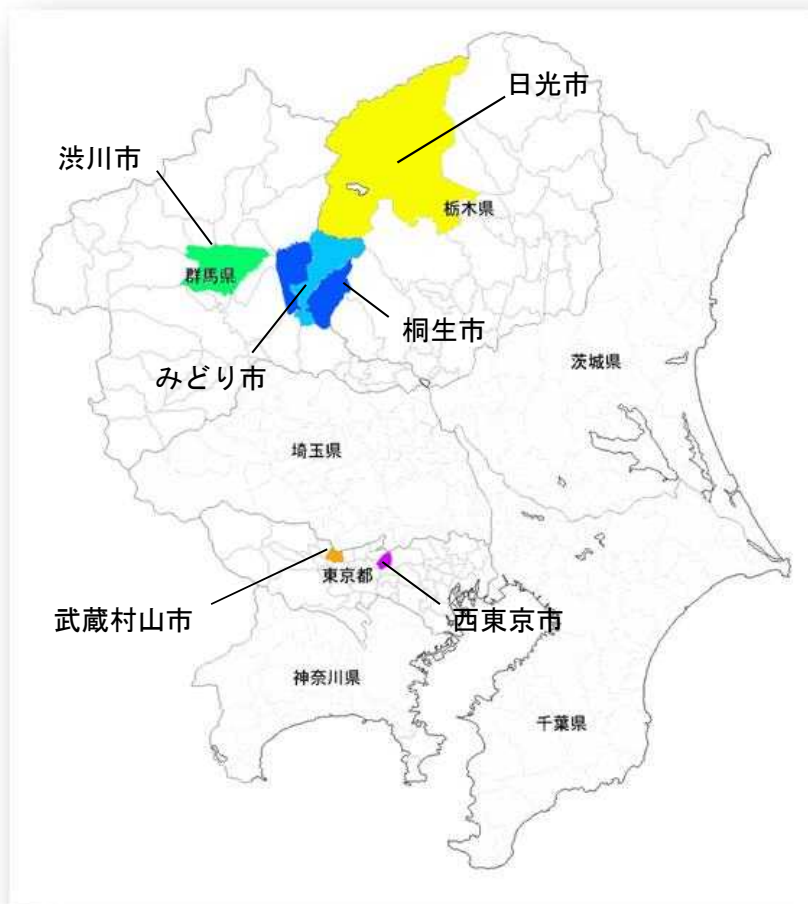 日光市
渋川市
栃木県
群馬県
桐生市
みどり市
茨城県
埼玉県
東京都
武蔵村山市
西東京市
神奈川県
千葉県